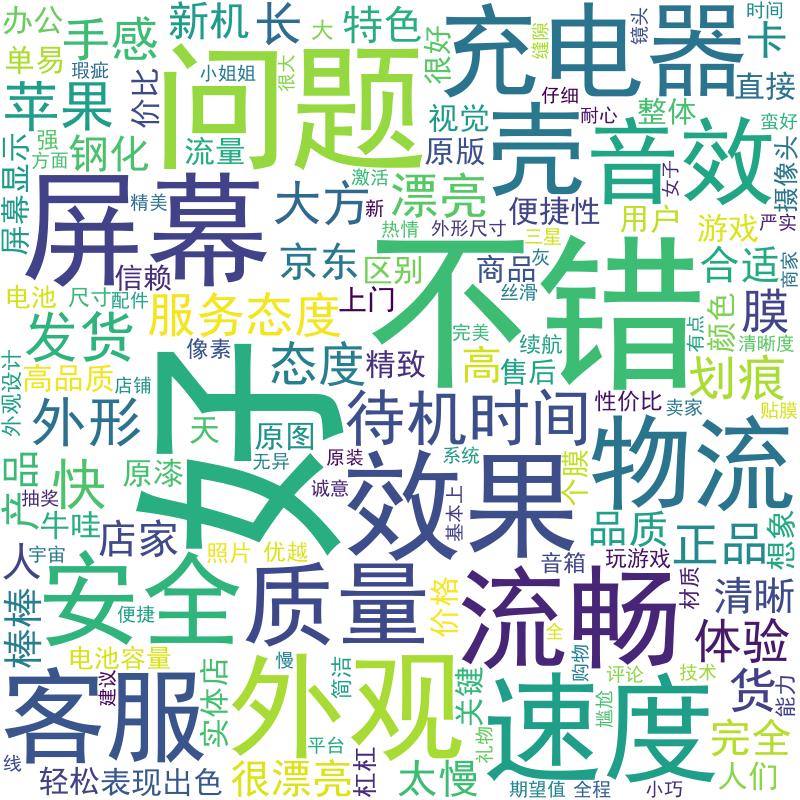 办公
手感
新机
长
大
特色
很好
充电器
缝隙
镜头
时间
卡
单易
瑕疵
价比
小姐姐
很大
问题
直接
苹果
仔细
耐心
整体
蛮好
强
方面
钢化
流量
视觉
原版
壳
音效
摄像头
屏幕显示
屏幕
精美
激活
新
漂亮
大方
热情
外形尺寸
便捷性
女子
用户
游戏
严实
三星
电池
尺寸
配件
信赖
京东
区别
商品
灰
丝滑
合适
商家
不错
上门
服务态度
发货
像素
好
态度
精致
完美
高
续航
售后
颜色
有点
膜
清晰度
划痕
外观设计
高品质
店铺
外形
天
原图
待机时间
性价比
卖家
贴膜
产品
抽奖
快
原漆
无异
原装
诚意
效果
系统
基本上
个膜
物流
牛哇
店家
照片
优越
品质
正品
想象
人
宇宙
音箱
玩游戏
材质
清晰
棒棒
安全
便捷
质量
价格
流畅
全
体验
电池容量
建议
实体店
慢
简洁
关键
购物
评论
技术
货
能力
客服
外观
速度
尴尬
礼物
完全
线
轻松
表现出色
很漂亮
平台
杠杠
太慢
期望值
全程
小巧
人们